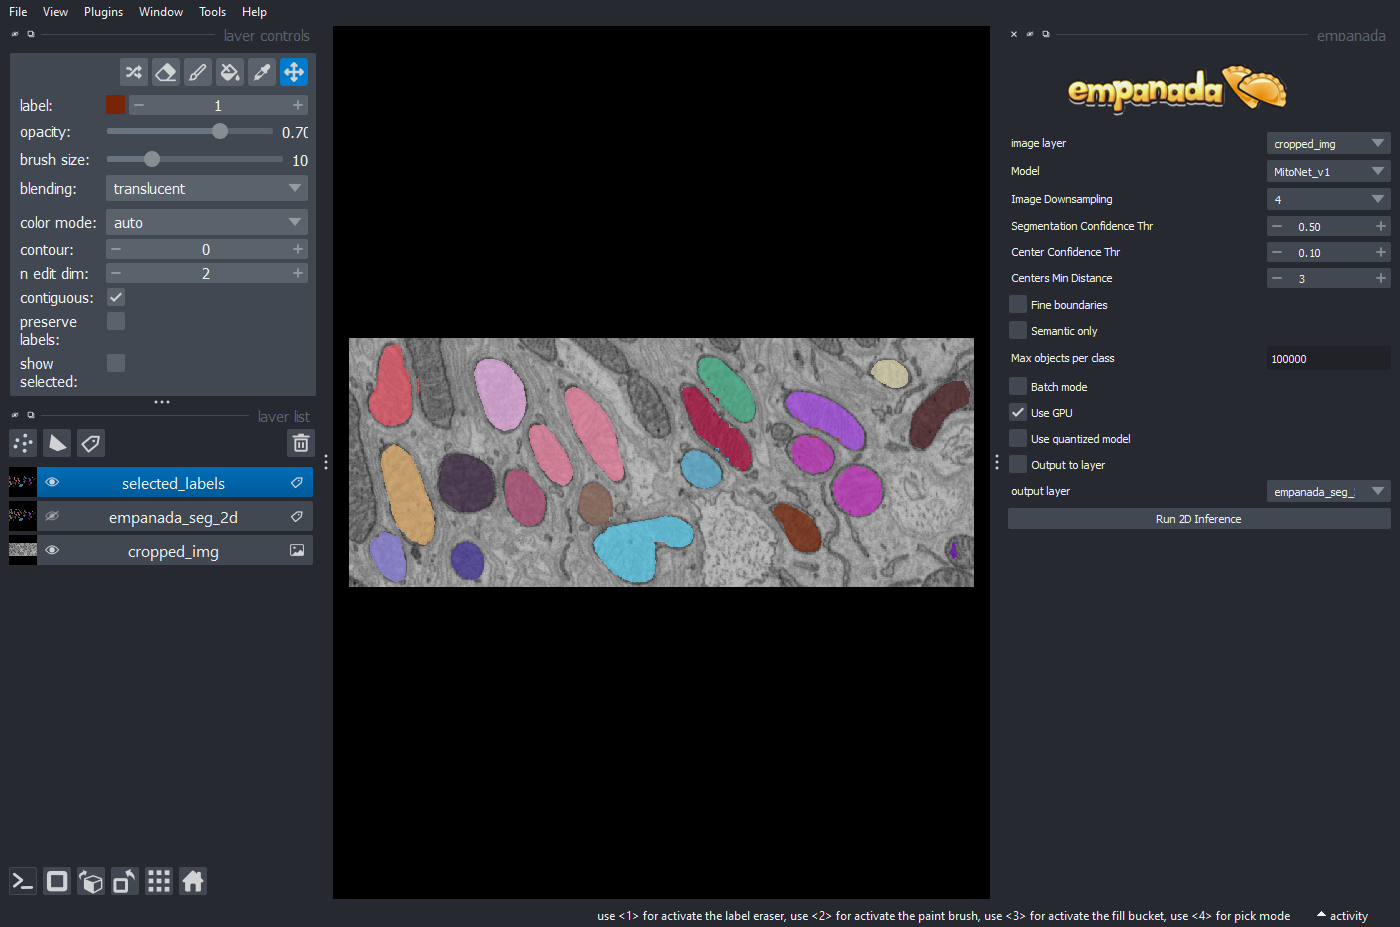 File View Plugins Window Tools Help
layer controls
label: 1
opacity: 0.70
brush size: 10
blending: translucent
color mode: auto
contour: 0
n edit dim: 2
contiguous:
preserve
labels:
show
selected:
layer list
selected_labels
empanada_seg_2d
cropped_img
empanada
empanada
image layer cropped_img
Model MitoNet_v1
Image Downsampling 4
Segmentation Confidence Thr 0.50
Center Confidence Thr 0.10
Centers Min Distance 3
Fine boundaries
Semantic only
Max objects per class 100000
Batch mode
Use GPU
Use quantized model
Output to layer
output layer empanada_seg_2
Run 2D Inference
use <1> for activate the label eraser, use <2> for activate the paint brush, use <3> for activate the fill bucket, use <4> for pick mode
activity